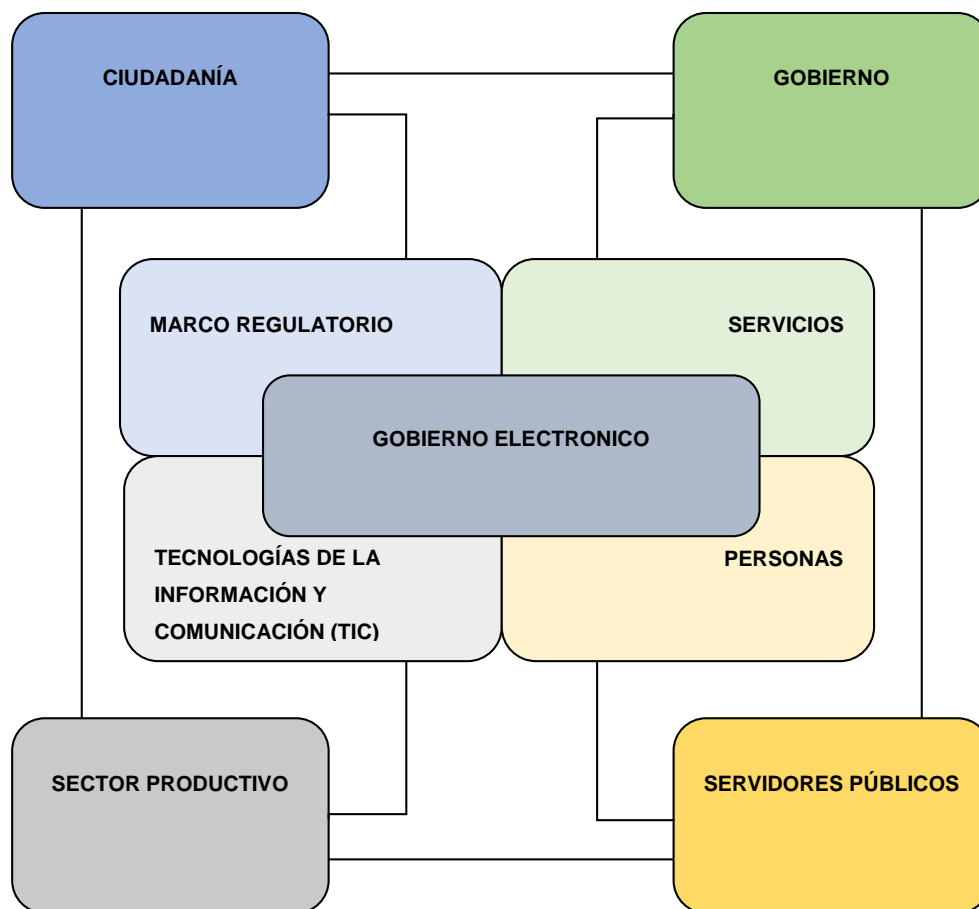 CIUDADANÍA
GOBIERNO
MARCO REGULATORIO
SERVICIOS
GOBIERNO ELECTRONICO
TECNOLOGÍAS DE LA
INFORMACIÓN Y
COMUNICACIÓN (TIC)
PERSONAS
SECTOR PRODUCTIVO
SERVIDORES PÚBLICOS